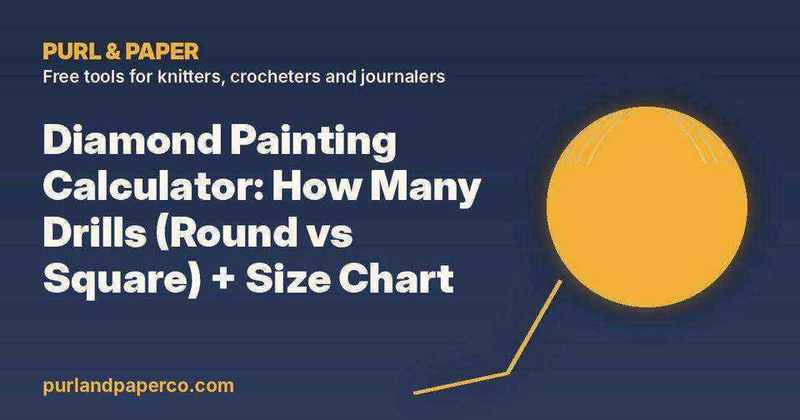 PURL & PAPER
Free tools for knitters, crocheters and journalers
Diamond Painting
Calculator: How Many
Drills (Round vs
Square) + Size Chart
purlandpaperco.com